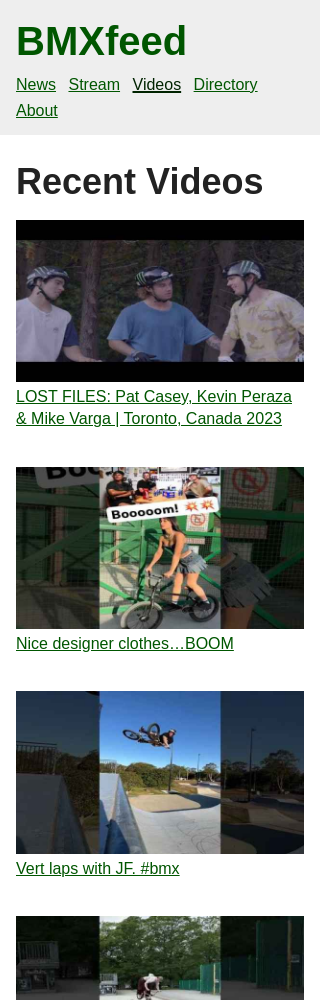 BMXfeed
News Stream Videos Directory
About
Recent Videos
LOST FILES: Pat Casey, Kevin Peraza
& Mike Varga | Toronto, Canada 2023
Booooom! 💥💥
Nice designer clothes…BOOM
Vert laps with JF. #bmx